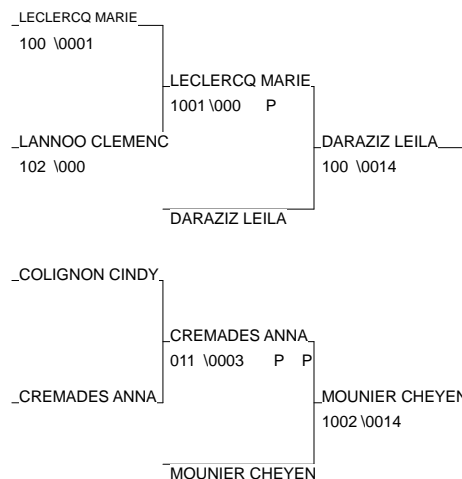 LECLERCQ MARIE
100 \0001
LECLERCQ MARIE
1001 \000 P
LANNOO CLEMENC
102 \000
DARAZIZ LEILA
100 \0014
DARAZIZ LEILA
COLIGNON CINDY
CREMADES ANNA
011 \0003 P P
CREMADES ANNA
MOUNIER CHEYEN
1002 \0014
MOUNIER CHEYEN